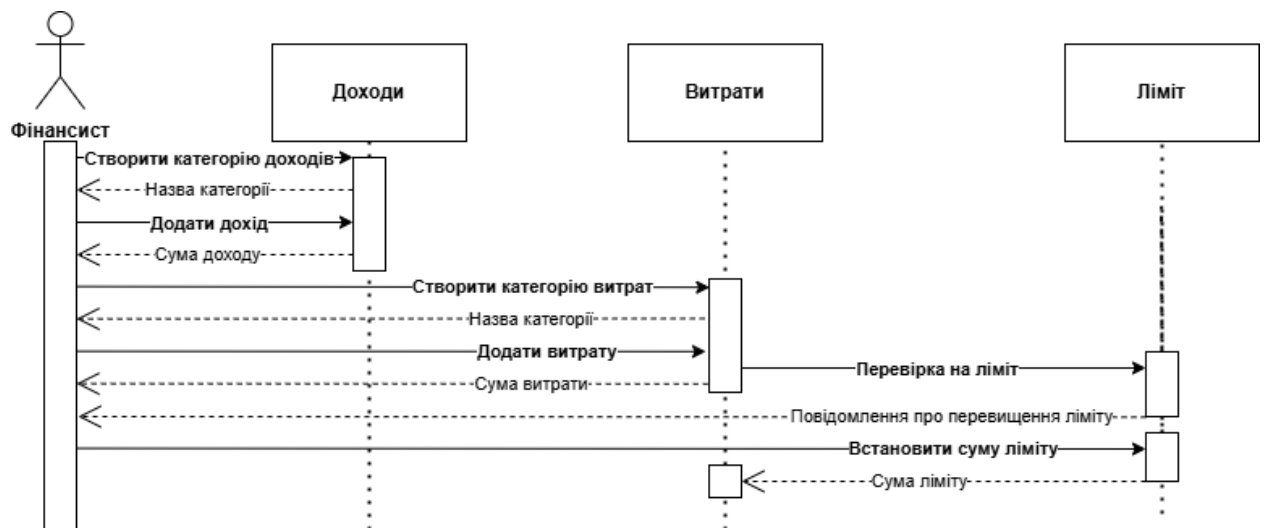 Доходи
Витрати
Ліміт
Фінансист
Створити категорію доходів
Назва категорії
Додати дохід
Сума доходу
Створити категорію витрат
Назва категорії
Додати витрату
Перевірка на ліміт
Сума витрати
Повідомлення про перевищення ліміту
Встановити суму ліміту
Сума ліміту